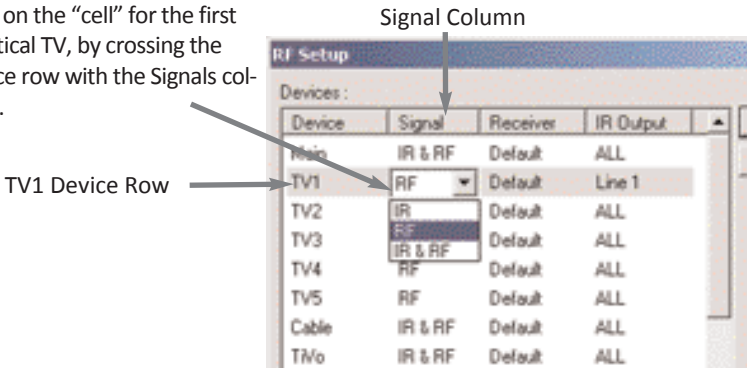 on the “cell” for the first
tical TV, by crossing the
ce row with the Signals col-
.
Signal Column
TV1 Device Row
RF Setup
Devices :
Device Signal Receiver IR Output
Main IR & RF Default ALL
TV1 RF Default Line 1
TV2 IR Default ALL
TV3 RF Default ALL
IR & RF
TV4 RF Default ALL
TV5 RF Default ALL
Cable IR & RF Default ALL
TiVo IR & RF Default ALL